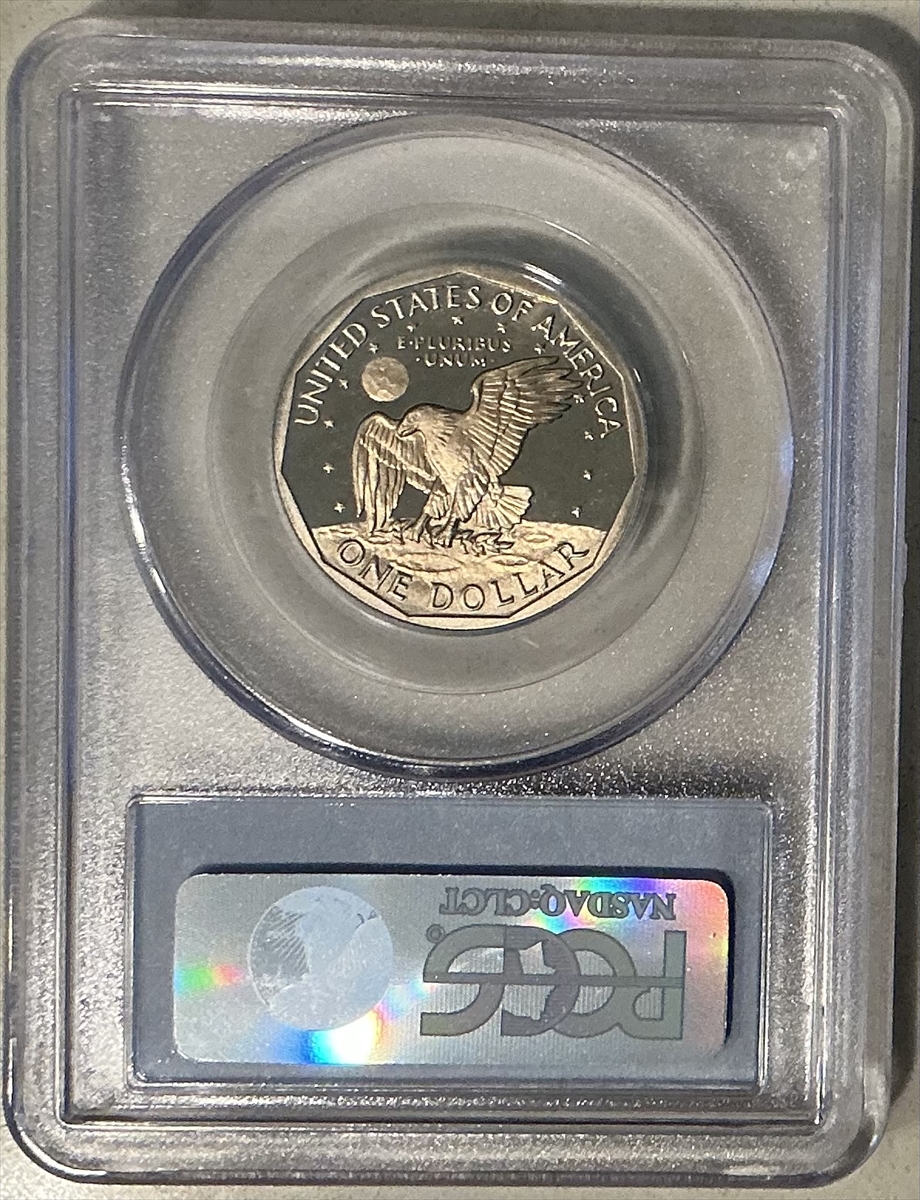 UNITED STATES OF AMERICA
E·PLURIBUS
·UNUM·
ONE DOLLAR
NASDAQ:CLCT
PCGS©